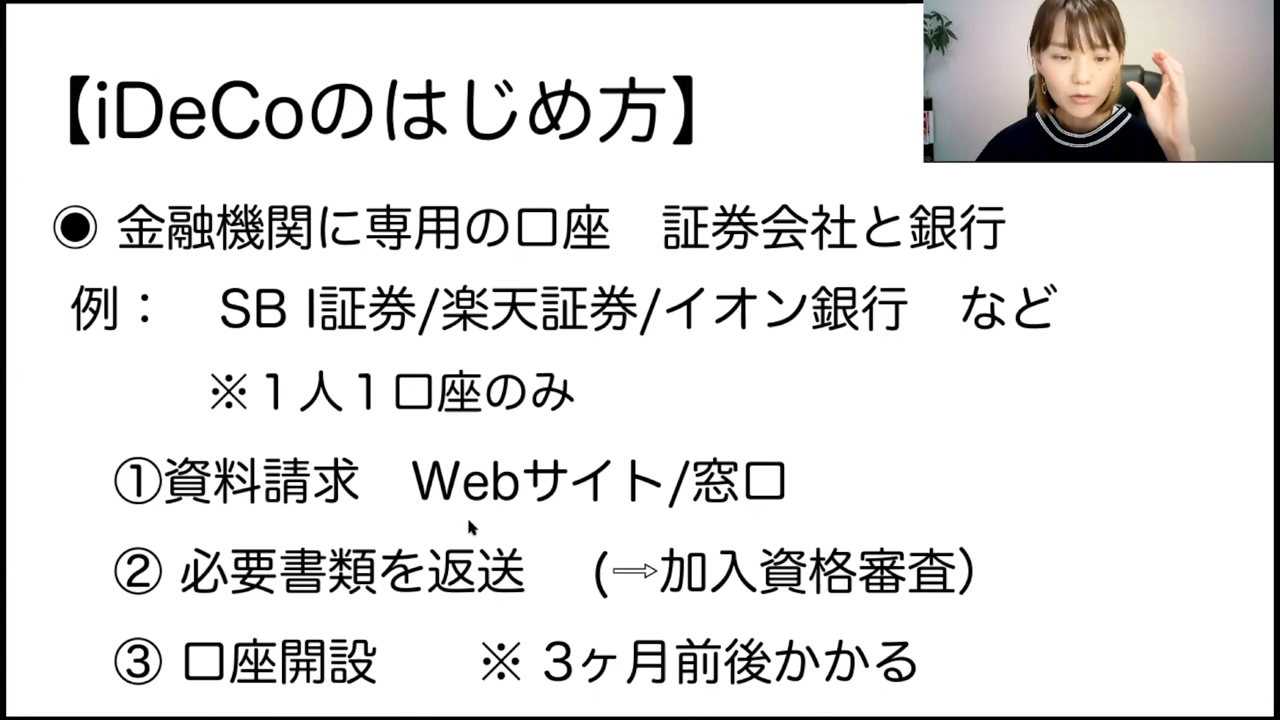 【iDeCoのはじめ方】
◉ 金融機関に専用の口座　証券会社と銀行
例：　SB I証券/楽天証券/イオン銀行　など
※１人１口座のみ
①資料請求　Webサイト/窓口
② 必要書類を返送　(⇨加入資格審査）
③ 口座開設　　※ 3ヶ月前後かかる